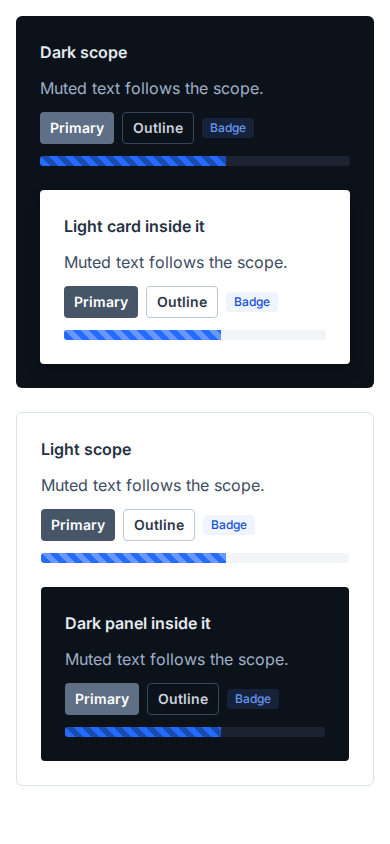 Dark scope
Muted text follows the scope.
Primary Outline Badge
Light card inside it
Muted text follows the scope.
Primary Outline Badge
Light scope
Muted text follows the scope.
Primary Outline Badge
Dark panel inside it
Muted text follows the scope.
Primary Outline Badge